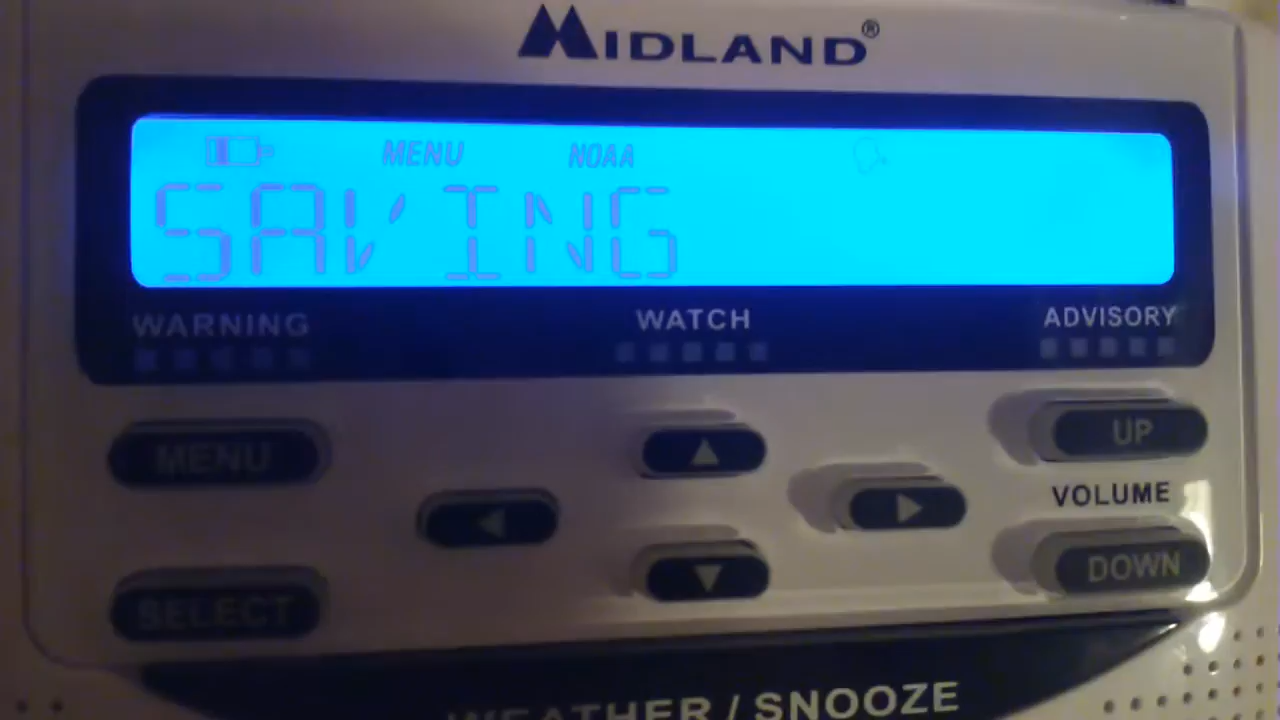 MIDLAND®
MENU NOAA
SAVING
WARNING WATCH ADVISORY
MENU UP
VOLUME
SELECT DOWN
WEATHER / SNOOZE